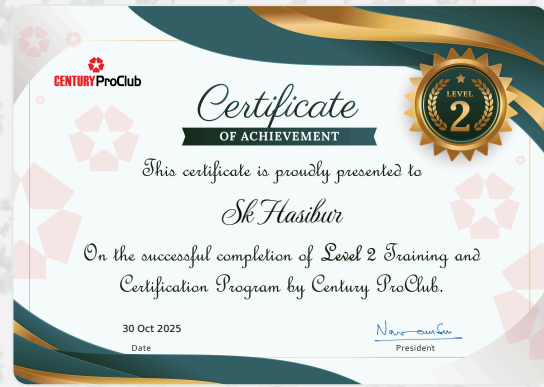 CENTURY ProClub
Certificate
OF ACHIEVEMENT
LEVEL
2
This certificate is proudly presented to
Sk Hasibur
On the successful completion of Level 2 Training and
Certification Program by Century ProClub.
30 Oct 2025
Date
President